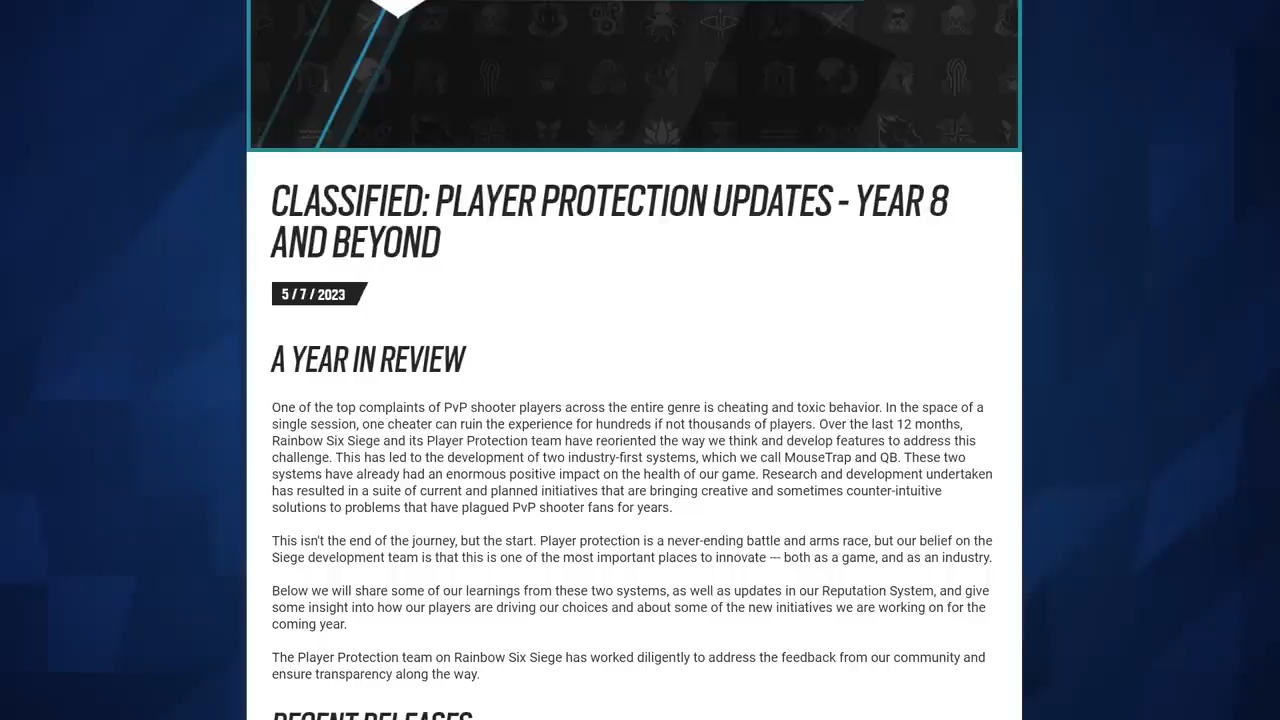 CLASSIFIED: PLAYER PROTECTION UPDATES - YEAR 8
AND BEYOND
5 / 7 / 2023
A YEAR IN REVIEW
One of the top complaints of PvP shooter players across the entire genre is cheating and toxic behavior. In the space of a
single session, one cheater can ruin the experience for hundreds if not thousands of players. Over the last 12 months,
Rainbow Six Siege and its Player Protection team have reoriented the way we think and develop features to address this
challenge. This has led to the development of two industry-first systems, which we call MouseTrap and QB. These two
systems have already had an enormous positive impact on the health of our game. Research and development undertaken
has resulted in a suite of current and planned initiatives that are bringing creative and sometimes counter-intuitive
solutions to problems that have plagued PvP shooter fans for years.
This isn't the end of the journey, but the start. Player protection is a never-ending battle and arms race, but our belief on the
Siege development team is that this is one of the most important places to innovate --- both as a game, and as an industry.
Below we will share some of our learnings from these two systems, as well as updates in our Reputation System, and give
some insight into how our players are driving our choices and about some of the new initiatives we are working on for the
coming year.
The Player Protection team on Rainbow Six Siege has worked diligently to address the feedback from our community and
ensure transparency along the way.
RECENT RELEASES